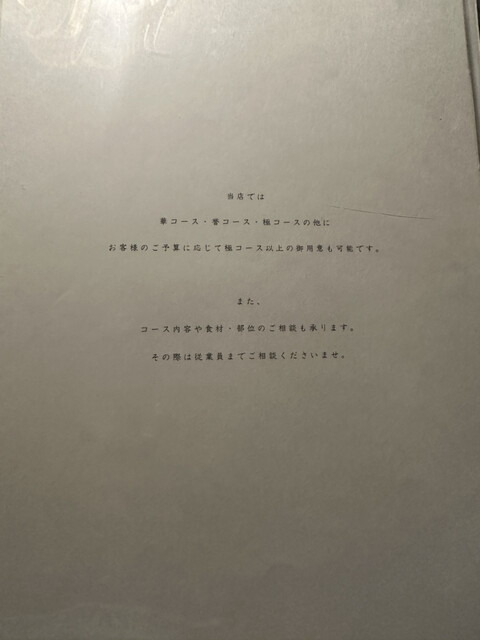 当店では
華コース・誉コース・極コースの他に
お客様のご予算に応じて極コース以上の御用意も可能です。
また、
コース内容や食材・部位のご相談も承ります。
その際は従業員までご相談くださいませ。